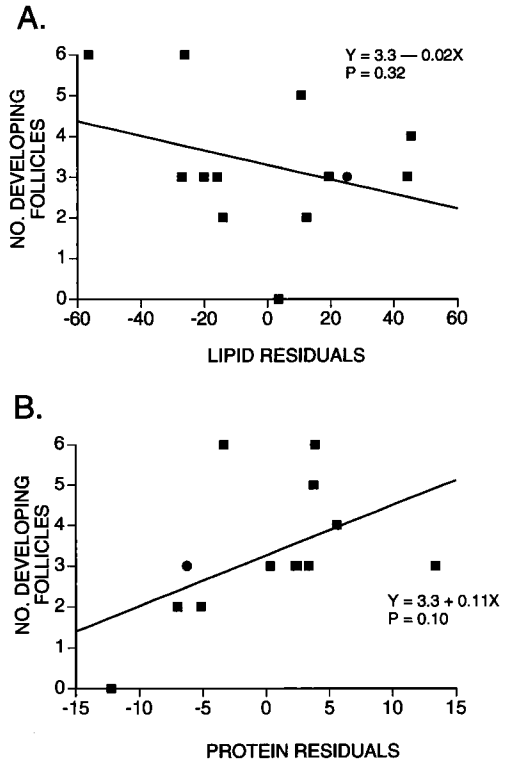 A.
Y = 3.3 — 0.02X
P = 0.32
NO. DEVELOPING
FOLLICLES
6
5
4
3
2
1
0
-60 -40 -20 0 20 40 60
LIPID RESIDUALS
B.
NO. DEVELOPING
FOLLICLES
6
5
4
3
2
1
0
Y = 3.3 + 0.11X
P = 0.10
-15 -10 -5 0 5 10 15
PROTEIN RESIDUALS